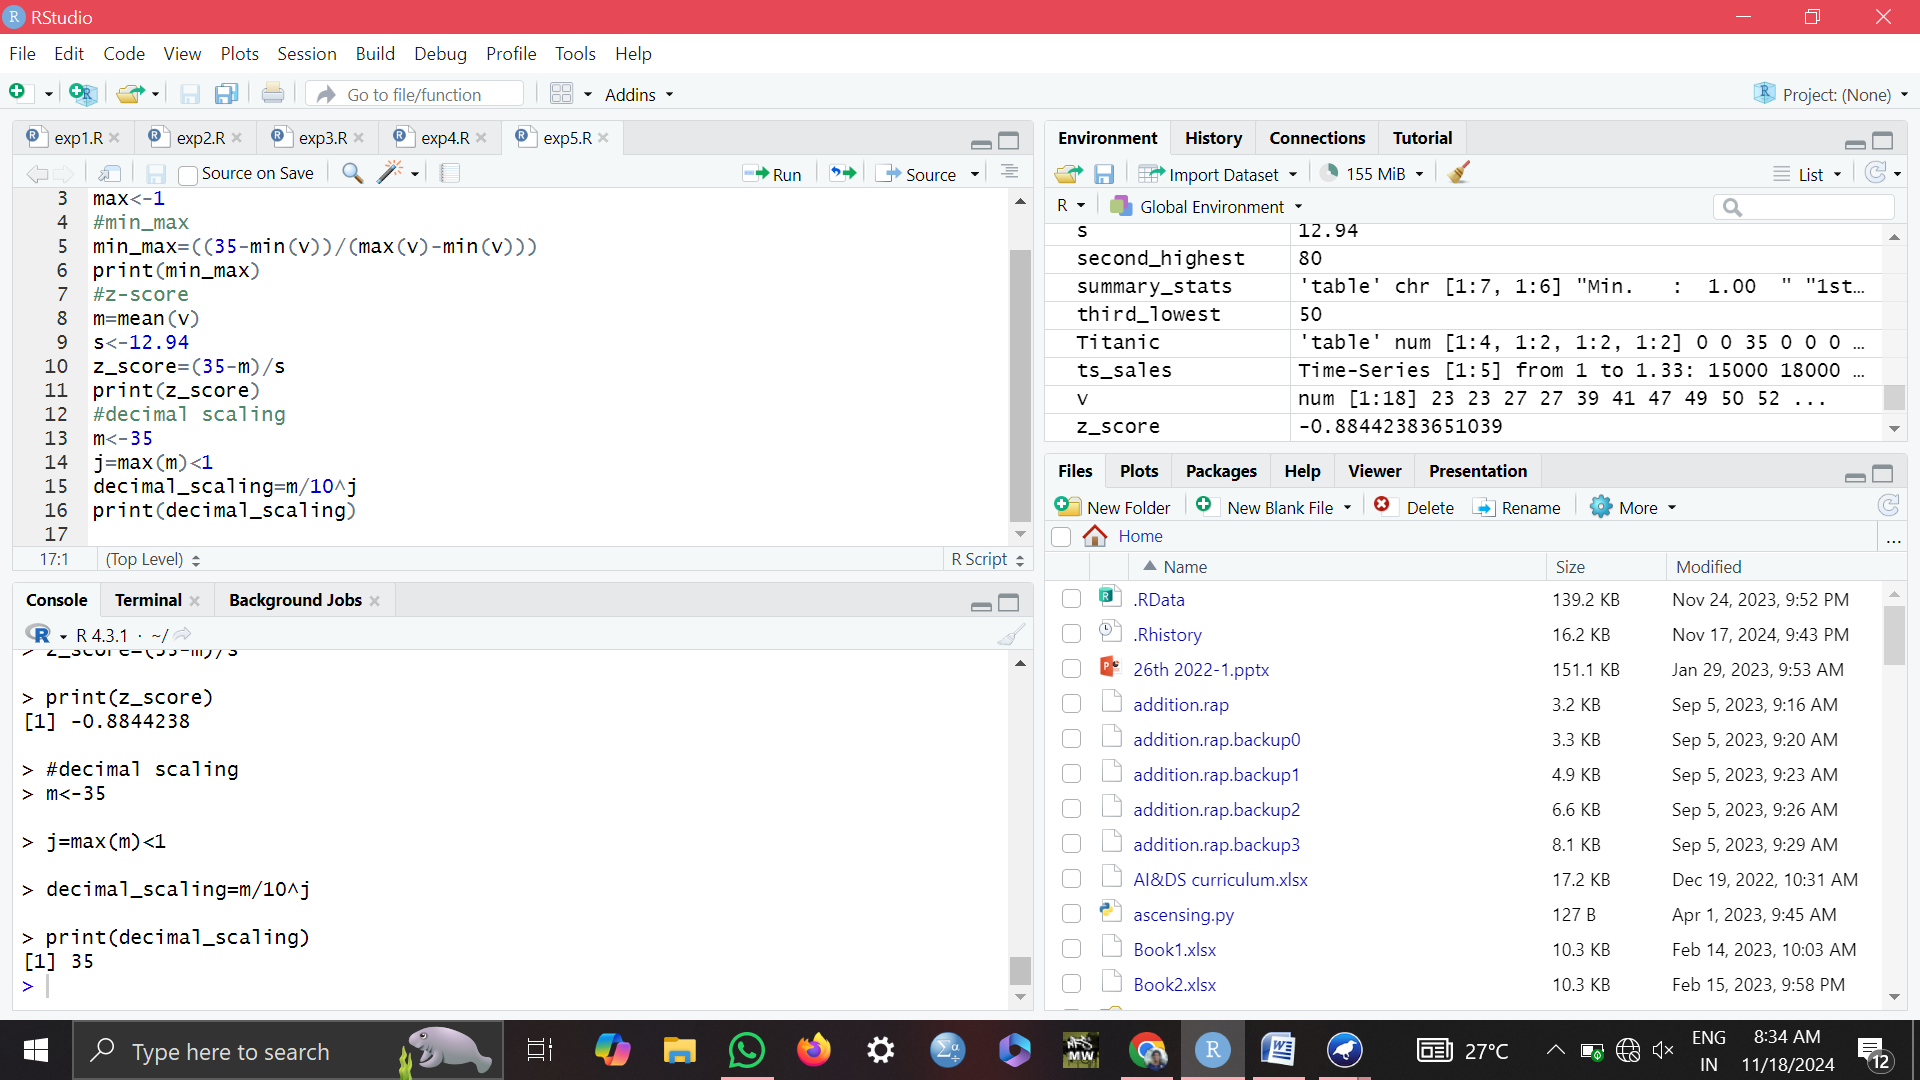 RStudio
File Edit Code View Plots Session Build Debug Profile Tools Help
Go to file/function Addins Project: (None)
exp1.R exp2.R exp3.R exp4.R exp5.R
Source on Save Run Source
3 max<-1
4 #min_max
5 min_max=((35-min(v))/(max(v)-min(v)))
6 print(min_max)
7 #z-score
8 m=mean(v)
9 s<-12.94
10 z_score=(35-m)/s
11 print(z_score)
12 #decimal scaling
13 m<-35
14 j=max(m)<1
15 decimal_scaling=m/10^j
16 print(decimal_scaling)
17
17:1 (Top Level) R Script
Console Terminal Background Jobs
R 4.3.1 · ~/
> z_score=(35-m)/s
> print(z_score)
[1] -0.8844238
> #decimal scaling
> m<-35
> j=max(m)<1
> decimal_scaling=m/10^j
> print(decimal_scaling)
[1] 35
>
Environment History Connections Tutorial
Import Dataset 155 MiB List
R Global Environment
s 12.94
second_highest 80
summary_stats 'table' chr [1:7, 1:6] "Min. : 1.00 " "1st…
third_lowest 50
Titanic 'table' num [1:4, 1:2, 1:2, 1:2] 0 0 35 0 0 0 …
ts_sales Time-Series [1:5] from 1 to 1.33: 15000 18000 …
v num [1:18] 23 23 27 27 39 41 47 49 50 52 ...
z_score -0.88442383651039
Files Plots Packages Help Viewer Presentation
New Folder New Blank File Delete Rename More
Home ...
Name Size Modified
.RData 139.2 KB Nov 24, 2023, 9:52 PM
.Rhistory 16.2 KB Nov 17, 2024, 9:43 PM
26th 2022-1.pptx 151.1 KB Jan 29, 2023, 9:53 AM
addition.rap 3.2 KB Sep 5, 2023, 9:16 AM
addition.rap.backup0 3.3 KB Sep 5, 2023, 9:20 AM
addition.rap.backup1 4.9 KB Sep 5, 2023, 9:23 AM
addition.rap.backup2 6.6 KB Sep 5, 2023, 9:26 AM
addition.rap.backup3 8.1 KB Sep 5, 2023, 9:29 AM
AI&DS curriculum.xlsx 17.2 KB Dec 19, 2022, 10:31 AM
ascensing.py 127 B Apr 1, 2023, 9:45 AM
Book1.xlsx 10.3 KB Feb 14, 2023, 10:03 AM
Book2.xlsx 10.3 KB Feb 15, 2023, 9:58 PM
Type here to search MW 27°C ENG IN 8:34 AM 11/18/2024 12